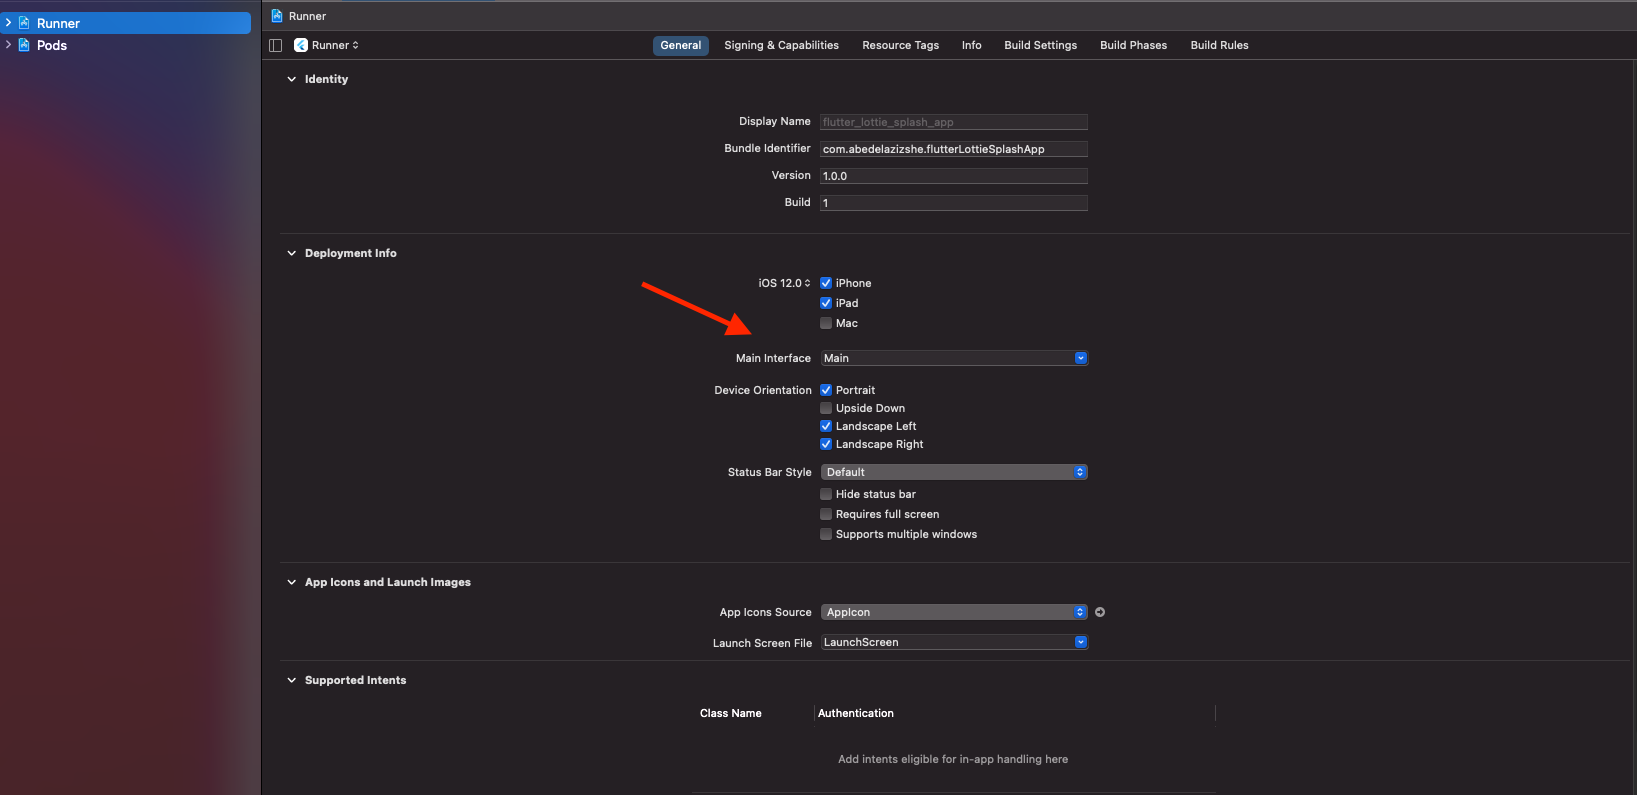 Runner
Pods
Runner
Runner
General Signing & Capabilities Resource Tags Info Build Settings Build Phases Build Rules
Identity
Display Name flutter_lottie_splash_app
Bundle Identifier com.abedelazizshe.flutterLottieSplashApp
Version 1.0.0
Build 1
Deployment Info
iOS 12.0 iPhone
iPad
Mac
Main Interface Main
Device Orientation Portrait
Upside Down
Landscape Left
Landscape Right
Status Bar Style Default
Hide status bar
Requires full screen
Supports multiple windows
App Icons and Launch Images
App Icons Source AppIcon
Launch Screen File LaunchScreen
Supported Intents
Class Name Authentication
Add intents eligible for in-app handling here